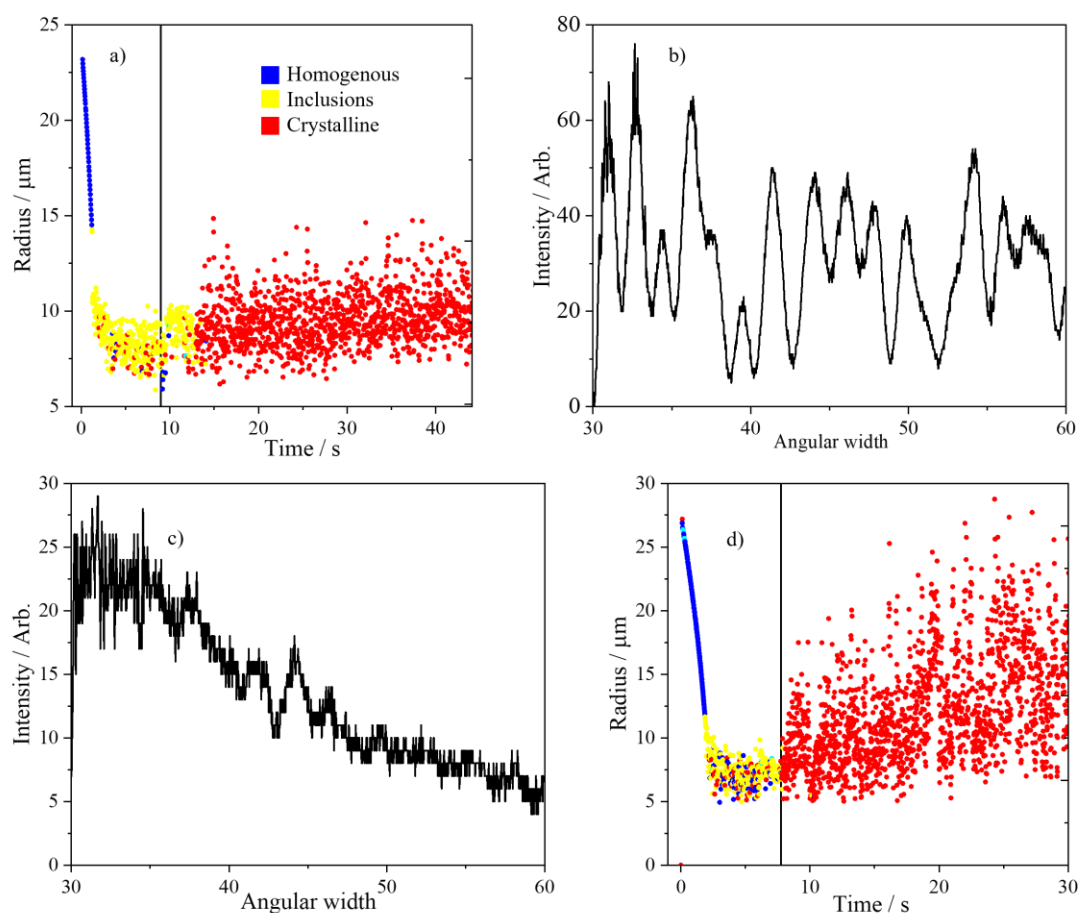 a)
Homogenous
Inclusions
Crystalline
Radius / µm
25
20
15
10
5
0 10 20 30 40
Time / s
b)
Intensity / Arb.
80
60
40
20
0
30 40 50 60
Angular width
c)
Intensity / Arb.
30
25
20
15
10
5
0
30 40 50 60
Angular width
d)
Radius / µm
30
25
20
15
10
5
0
0 10 20 30
Time / s